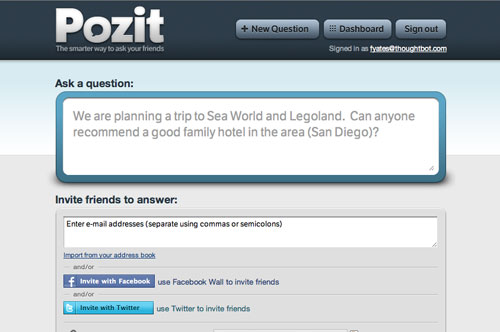 Pozit
+ New Question
Dashboard
Sign out
The smarter way to ask your friends
Signed in as fyates@thoughtbot.com
Ask a question:
We are planning a trip to Sea World and Legoland.  Can anyone
recommend a good family hotel in the area (San Diego)?
Invite friends to answer:
Enter e-mail addresses (separate using commas or semicolons)
Import from your address book
and/or
f Invite with Facebook use Facebook Wall to invite friends
and/or
t Invite with Twitter use Twitter to invite friends